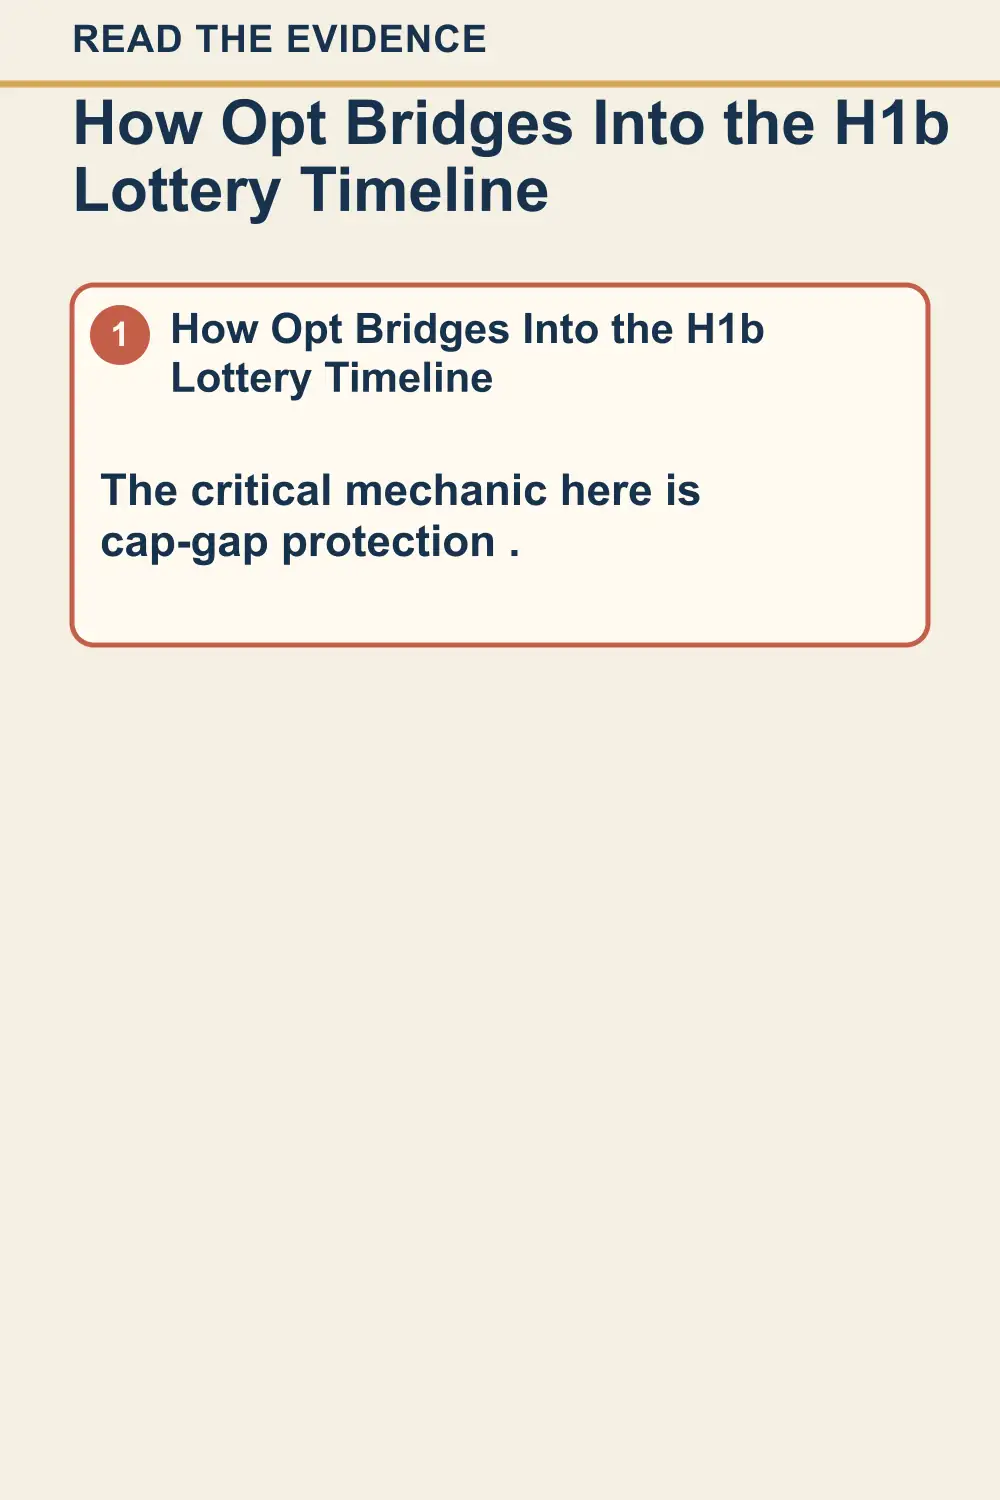 READ THE EVIDENCE
How Opt Bridges Into the H1b
Lottery Timeline
1
How Opt Bridges Into the H1b
Lottery Timeline
The critical mechanic here is
cap-gap protection .